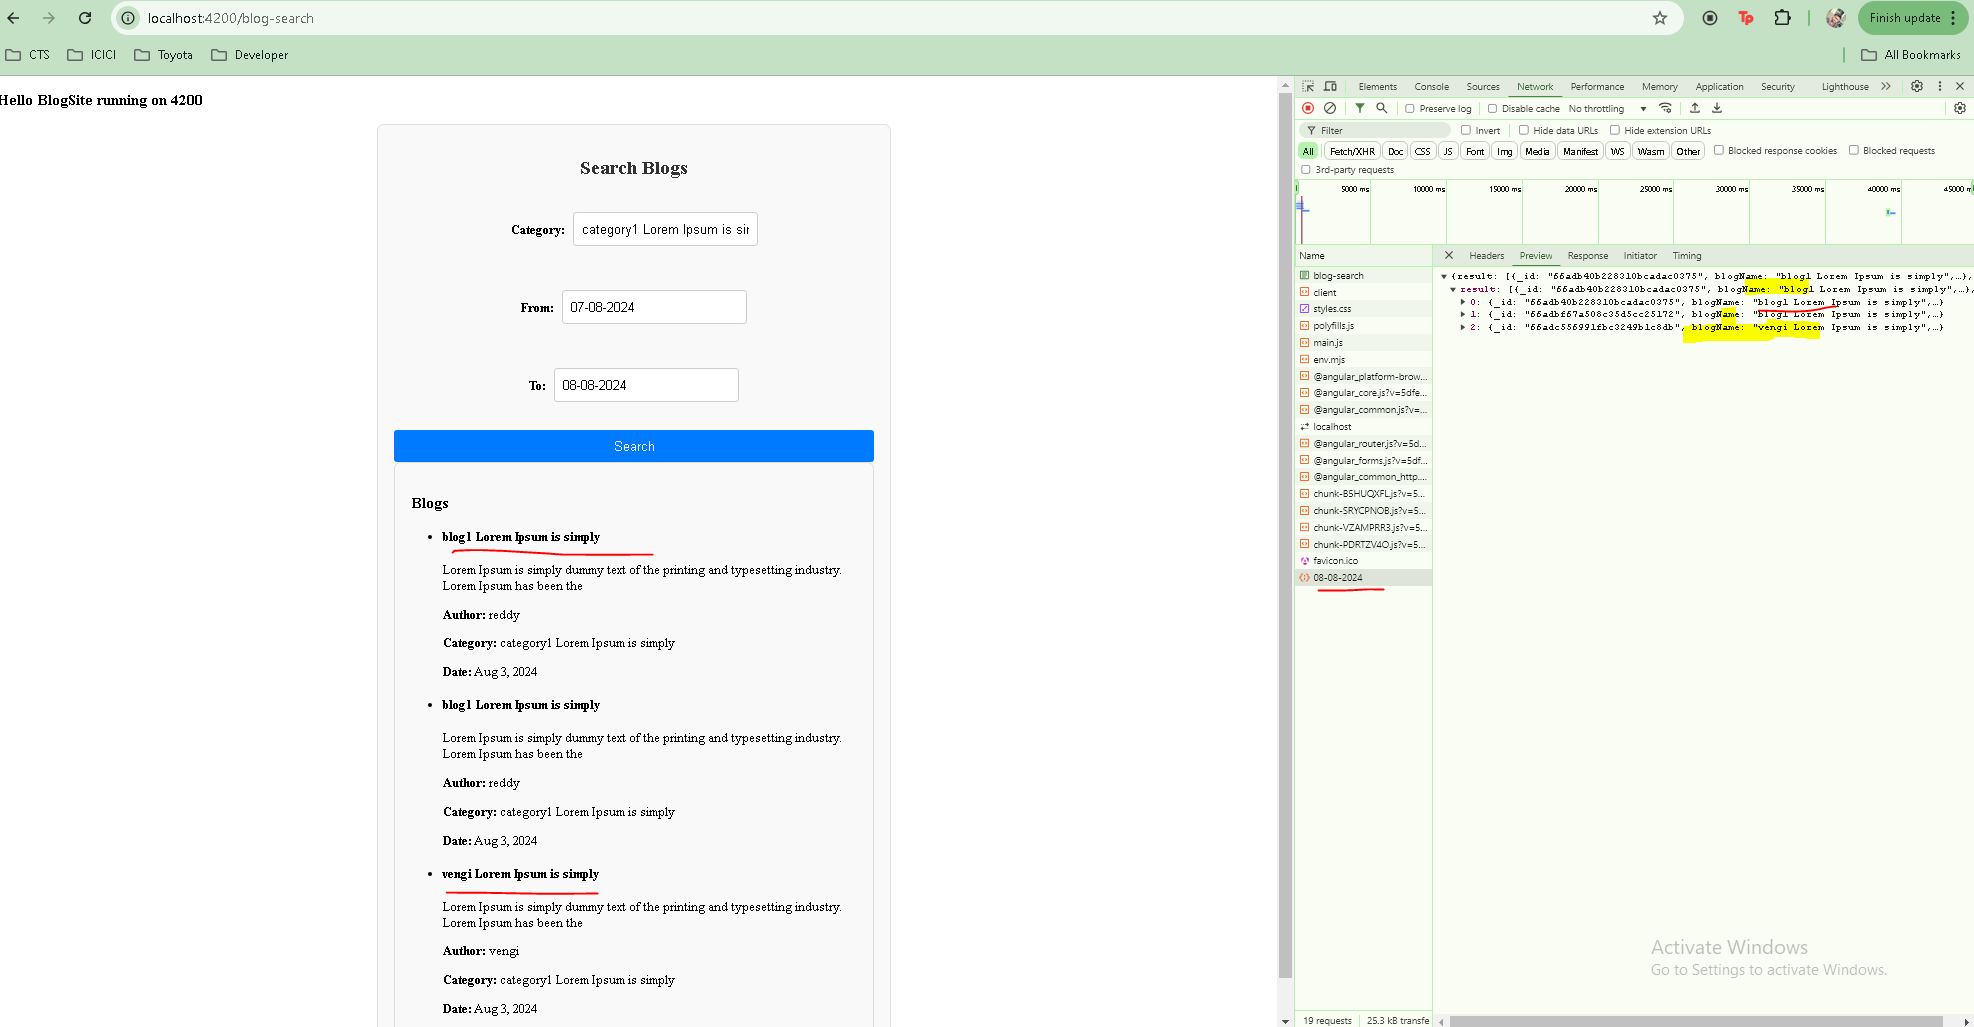 localhost:4200/blog-search
Finish update
CTS
ICICI
Toyota
Developer
All Bookmarks
Hello BlogSite running on 4200
Search Blogs
Category: category1 Lorem Ipsum is sir
From: 07-08-2024
To: 08-08-2024
Search
Blogs
blog1 Lorem Ipsum is simply
Lorem Ipsum is simply dummy text of the printing and typesetting industry.
Lorem Ipsum has been the
Author: reddy
Category: category1 Lorem Ipsum is simply
Date: Aug 3, 2024
blog1 Lorem Ipsum is simply
Lorem Ipsum is simply dummy text of the printing and typesetting industry.
Lorem Ipsum has been the
Author: reddy
Category: category1 Lorem Ipsum is simply
Date: Aug 3, 2024
vengi Lorem Ipsum is simply
Lorem Ipsum is simply dummy text of the printing and typesetting industry.
Lorem Ipsum has been the
Author: vengi
Category: category1 Lorem Ipsum is simply
Date: Aug 3, 2024
Elements Console Sources Network Performance Memory Application Security Lighthouse
Preserve log Disable cache No throttling
Filter Invert Hide data URLs Hide extension URLs
All Fetch/XHR Doc CSS JS Font Img Media Manifest WS Wasm Other Blocked response cookies Blocked requests
3rd-party requests
5000 ms 10000 ms 15000 ms 20000 ms 25000 ms 30000 ms 35000 ms 40000 ms 45000 m
Name
blog-search
client
styles.css
polyfills.js
main.js
env.mjs
@angular_platform-brow...
@angular_core.js?v=5dfe...
@angular_common.js?v=...
localhost
@angular_router.js?v=5d...
@angular_forms.js?v=5df...
@angular_common_http....
chunk-B5HUQXFL.js?v=5...
chunk-SRYCPNOB.js?v=5...
chunk-VZAMPRR3.js?v=5...
chunk-PDRTZV4O.js?v=5...
favicon.ico
08-08-2024
Headers Preview Response Initiator Timing
{result: [{_id: "66adb40b228310bcadac0375", blogName: "blog1 Lorem Ipsum is simply",…},
result: [{_id: "66adb40b228310bcadac0375", blogName: "blog1 Lorem Ipsum is simply",…},
0: {_id: "66adb40b228310bcadac0375", blogName: "blog1 Lorem Ipsum is simply",…}
1: {_id: "66adbf67a508c35d5cc25172", blogName: "blog1 Lorem Ipsum is simply",…}
2: {_id: "66adc556991fbc3249b1c8db", blogName: "vengi Lorem Ipsum is simply",…}
Activate Windows
Go to Settings to activate Windows.
19 requests 25.3 kB transfe